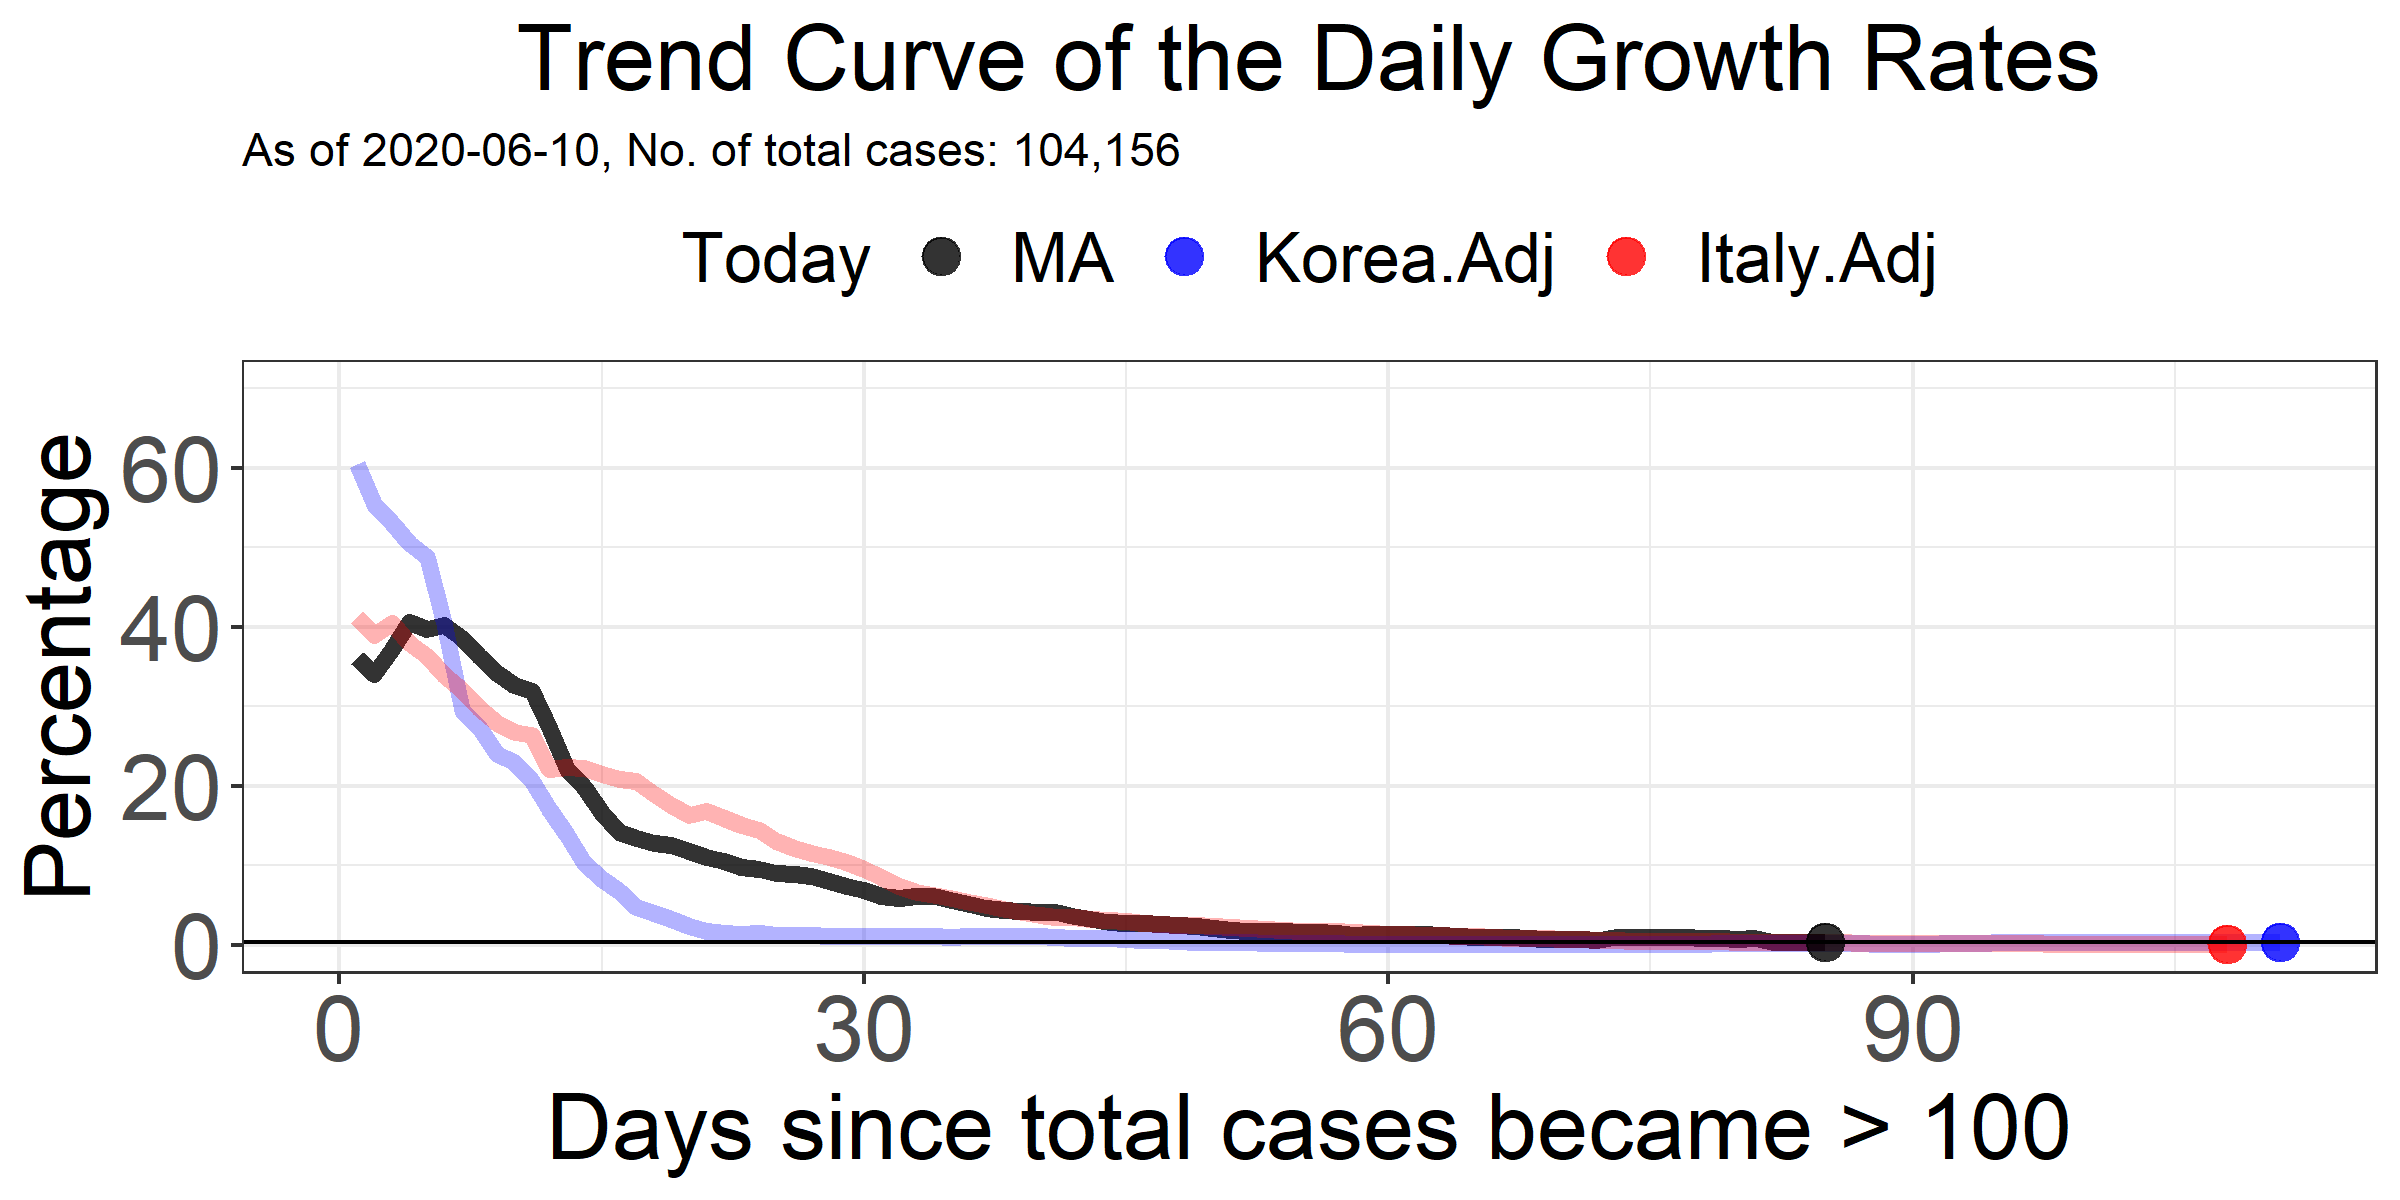 Trend Curve of the Daily Growth Rates
As of 2020-06-10, No. of total cases: 104,156
Today MA Korea.Adj Italy.Adj
Percentage
60
40
20
0
0 30 60 90
Days since total cases became > 100